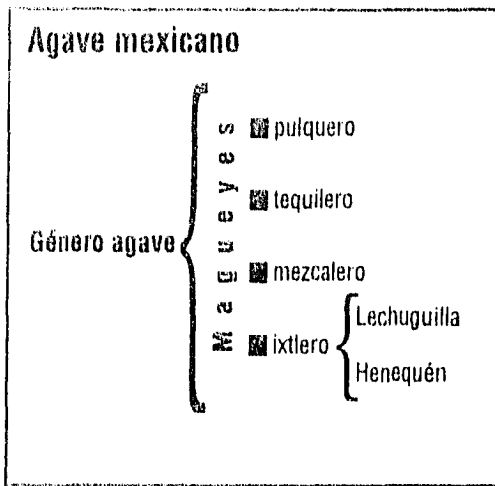 Agave mexicano
Género agave
Magueyes
pulquero
tequilero
mezcalero
ixtlero
Lechuguilla
Henequén